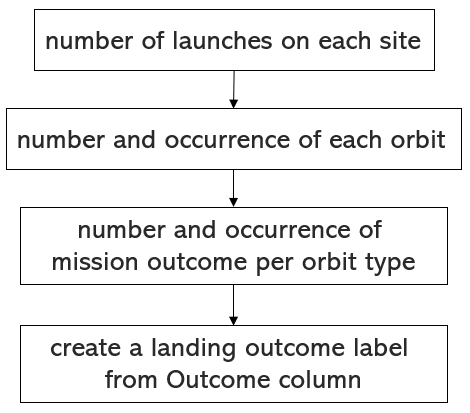 number of launches on each site
number and occurrence of each orbit
number and occurrence of
mission outcome per orbit type
create a landing outcome label
from Outcome column